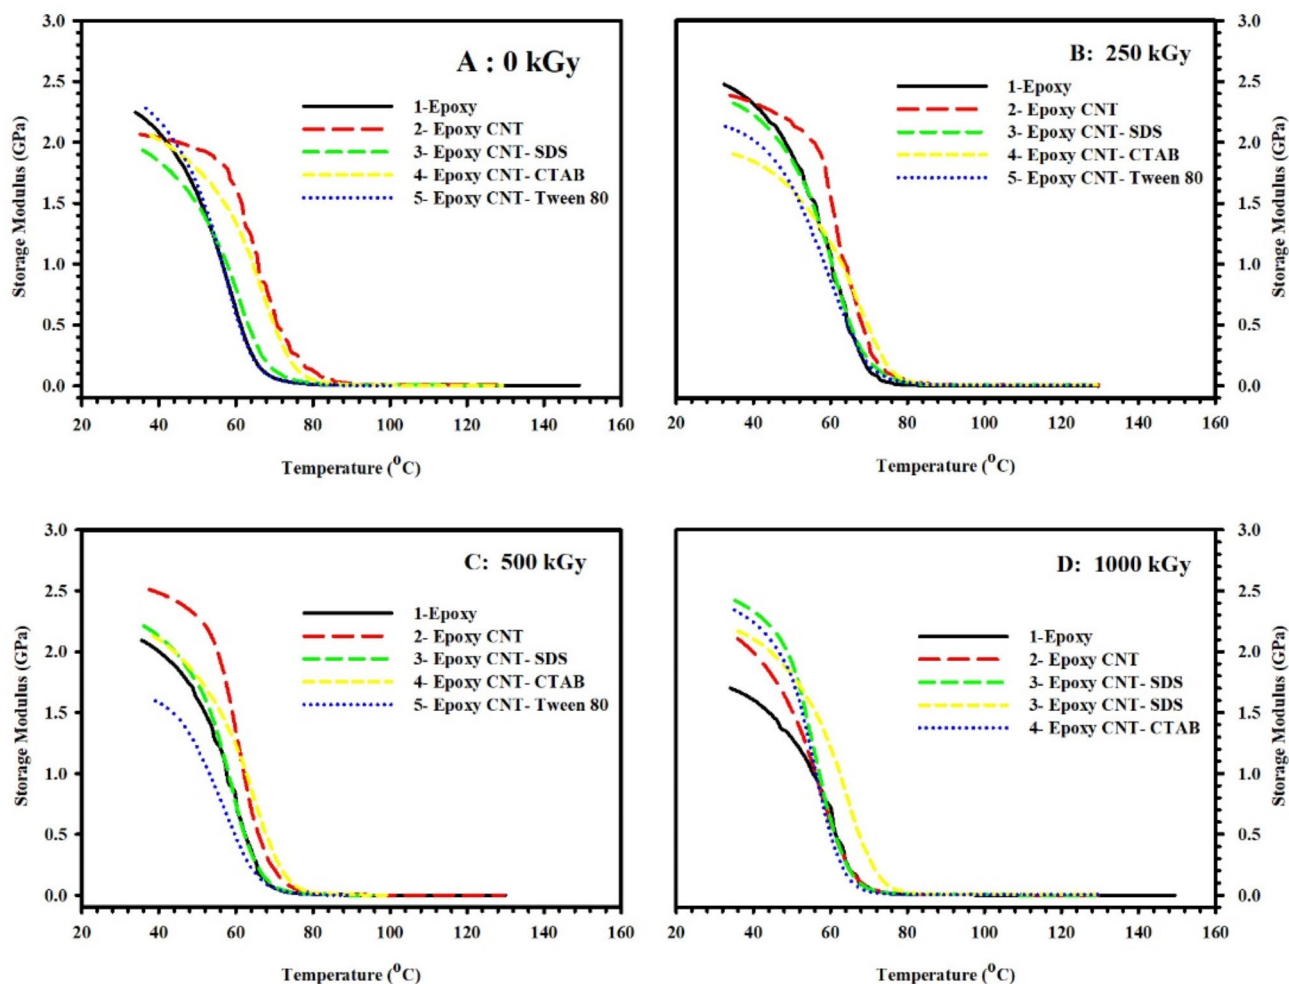 A : 0 kGy
1-Epoxy
2- Epoxy CNT
3- Epoxy CNT- SDS
4- Epoxy CNT- CTAB
5- Epoxy CNT- Tween 80
Storage Modulus (GPa)
3.0
2.5
2.0
1.5
1.0
0.5
0.0
20 40 60 80 100 120 140 160
Temperature (°C)
B: 250 kGy
1-Epoxy
2- Epoxy CNT
3- Epoxy CNT- SDS
4- Epoxy CNT- CTAB
5- Epoxy CNT- Tween 80
3.0
2.5
2.0
1.5
1.0
0.5
0.0
Storage Modulus (GPa)
20 40 60 80 100 120 140 160
Temperature (°C)
C: 500 kGy
1-Epoxy
2- Epoxy CNT
3- Epoxy CNT- SDS
4- Epoxy CNT- CTAB
5- Epoxy CNT- Tween 80
Storage Modulus (GPa)
3.0
2.5
2.0
1.5
1.0
0.5
0.0
20 40 60 80 100 120 140 160
Temperature (°C)
D: 1000 kGy
1-Epoxy
2- Epoxy CNT
3- Epoxy CNT- SDS
3- Epoxy CNT- SDS
4- Epoxy CNT- CTAB
3.0
2.5
2.0
1.5
1.0
0.5
0.0
Storage Modulus (GPa)
20 40 60 80 100 120 140 160
Temperature (°C)